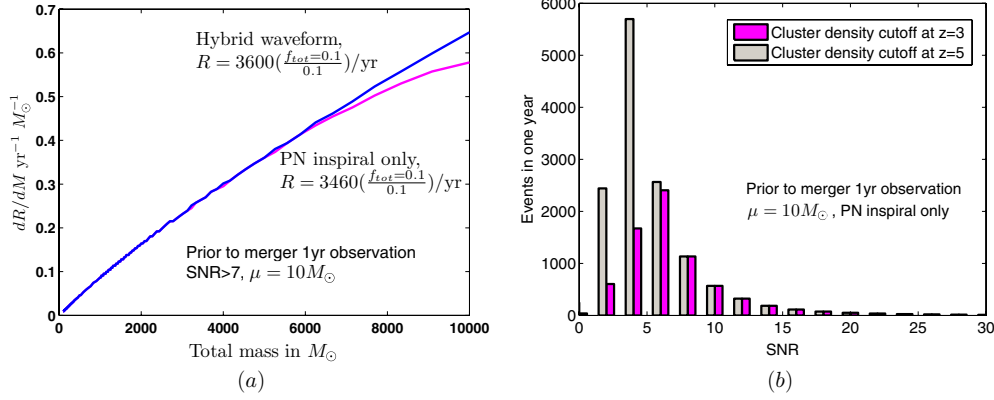 0.7
0.6
0.5
0.4
0.3
0.2
0.1
0
dR/dM yr⁻¹ M⊙⁻¹
Hybrid waveform,
R = 3600(f_tot=0.1/0.1)/yr
PN inspiral only,
R = 3460(f_tot=0.1/0.1)/yr
Prior to merger 1yr observation
SNR>7, μ = 10M⊙
0 2000 4000 6000 8000 10000
Total mass in M⊙
(a)
6000
5000
4000
3000
2000
1000
0
Events in one year
Cluster density cutoff at z=3
Cluster density cutoff at z=5
Prior to merger 1yr observation
μ = 10M⊙, PN inspiral only
0 5 10 15 20 25 30
SNR
(b)